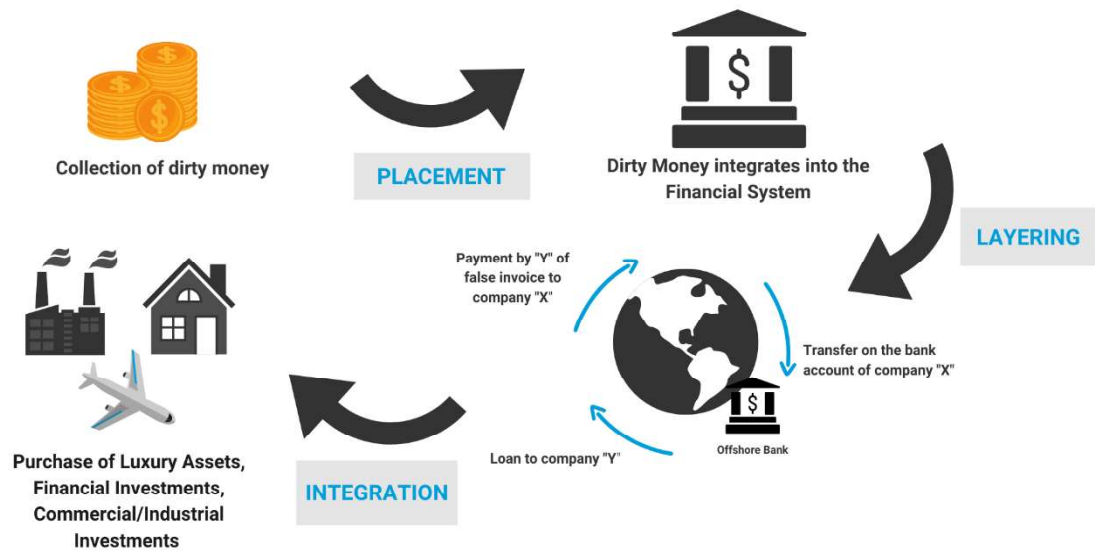 Collection of dirty money
PLACEMENT
Dirty Money integrates into the
Financial System
LAYERING
Payment by "Y" of
false invoice to
company "X"
Transfer on the bank
account of company "X"
Offshore Bank
Loan to company "Y"
INTEGRATION
Purchase of Luxury Assets,
Financial Investments,
Commercial/Industrial
Investments
$
$
$
$
$